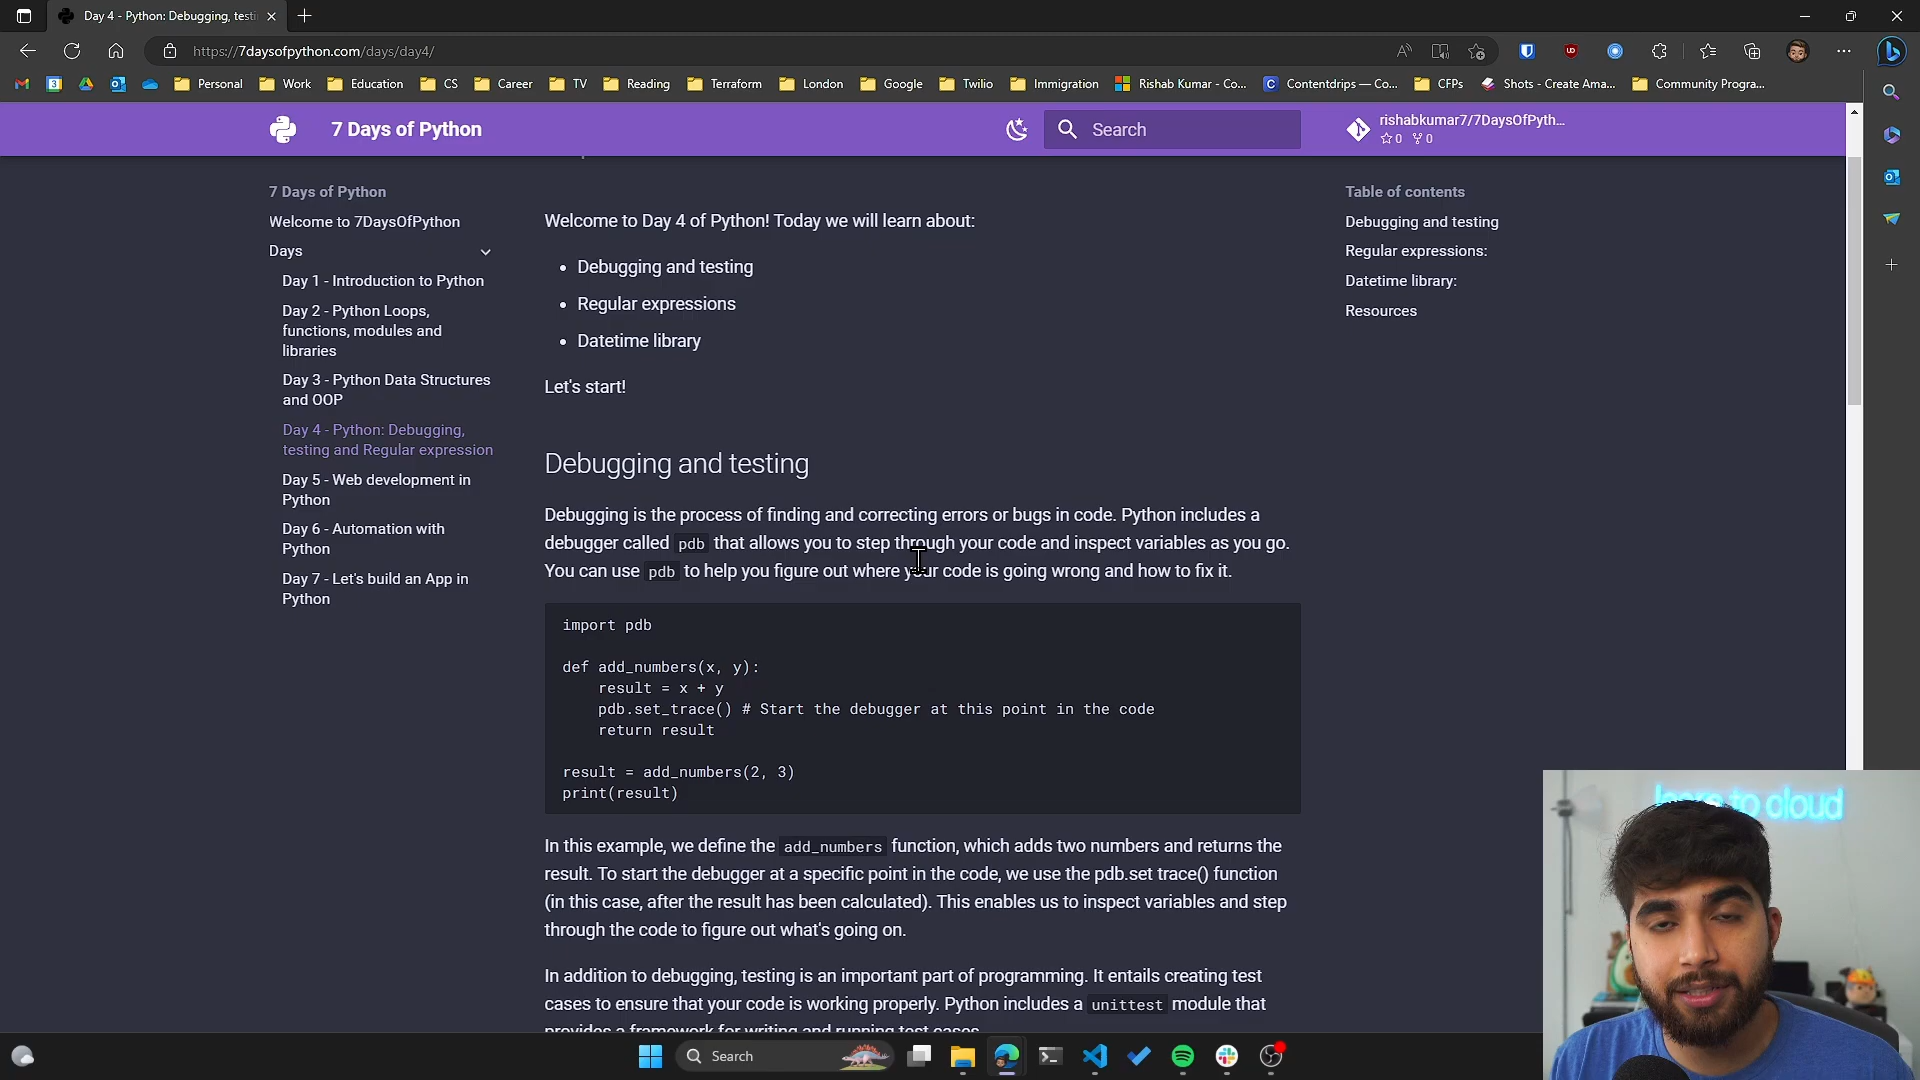 Day 4 - Python: Debugging, testi
https://7daysofpython.com/days/day4/
Personal
Work
Education
CS
Career
TV
Reading
Terraform
London
Google
Twilio
Immigration
Rishab Kumar - Co...
Contentdrips — Co...
CFPs
Shots - Create Ama...
Community Progra...
7 Days of Python
Search
rishabkumar7/7DaysOfPyth...
0 0
7 Days of Python
Welcome to 7DaysOfPython
Days
Day 1 - Introduction to Python
Day 2 - Python Loops,
functions, modules and
libraries
Day 3 - Python Data Structures
and OOP
Day 4 - Python: Debugging,
testing and Regular expression
Day 5 - Web development in
Python
Day 6 - Automation with
Python
Day 7 - Let's build an App in
Python
Welcome to Day 4 of Python! Today we will learn about:
• Debugging and testing
• Regular expressions
• Datetime library
Let's start!
Debugging and testing
Debugging is the process of finding and correcting errors or bugs in code. Python includes a
debugger called pdb that allows you to step through your code and inspect variables as you go.
You can use pdb to help you figure out where your code is going wrong and how to fix it.
import pdb
def add_numbers(x, y):
    result = x + y
    pdb.set_trace() # Start the debugger at this point in the code
    return result
result = add_numbers(2, 3)
print(result)
In this example, we define the add_numbers function, which adds two numbers and returns the
result. To start the debugger at a specific point in the code, we use the pdb.set trace() function
(in this case, after the result has been calculated). This enables us to inspect variables and step
through the code to figure out what's going on.
In addition to debugging, testing is an important part of programming. It entails creating test
cases to ensure that your code is working properly. Python includes a unittest module that
provides a framework for writing and running test cases.
Table of contents
Debugging and testing
Regular expressions:
Datetime library:
Resources
learn to cloud
Search